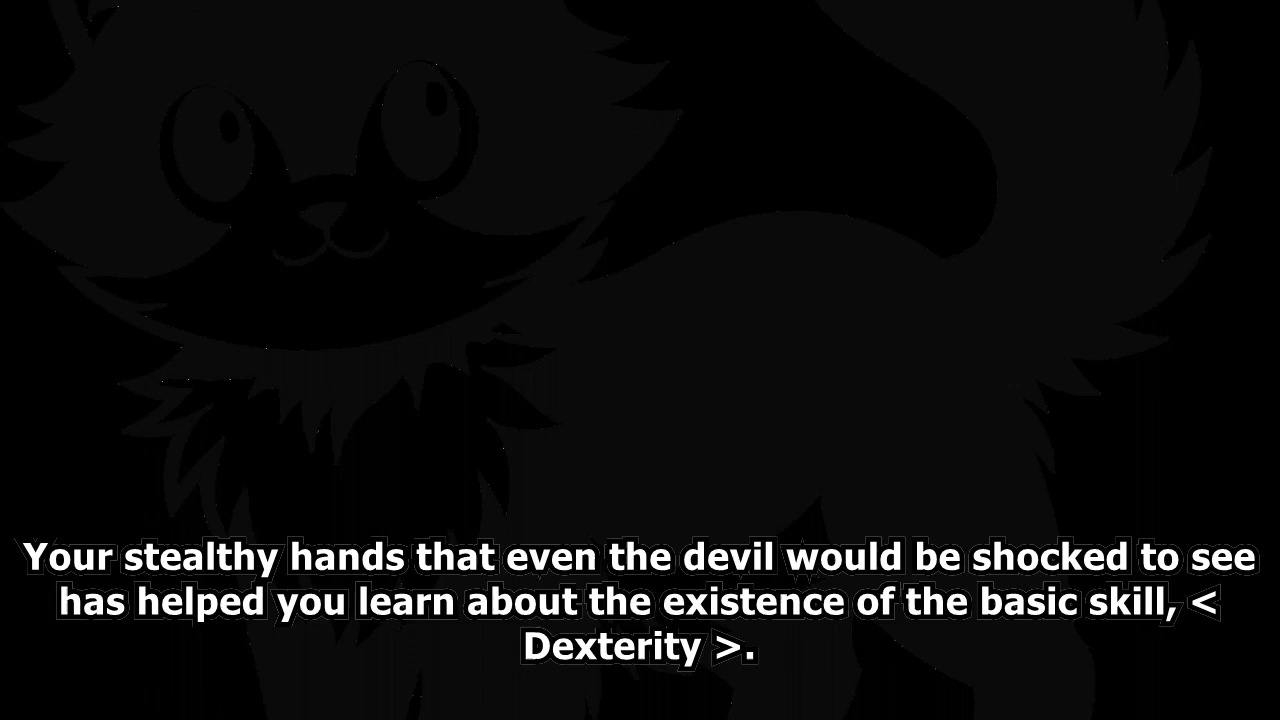 Your stealthy hands that even the devil would be shocked to see
has helped you learn about the existence of the basic skill, <
Dexterity >.